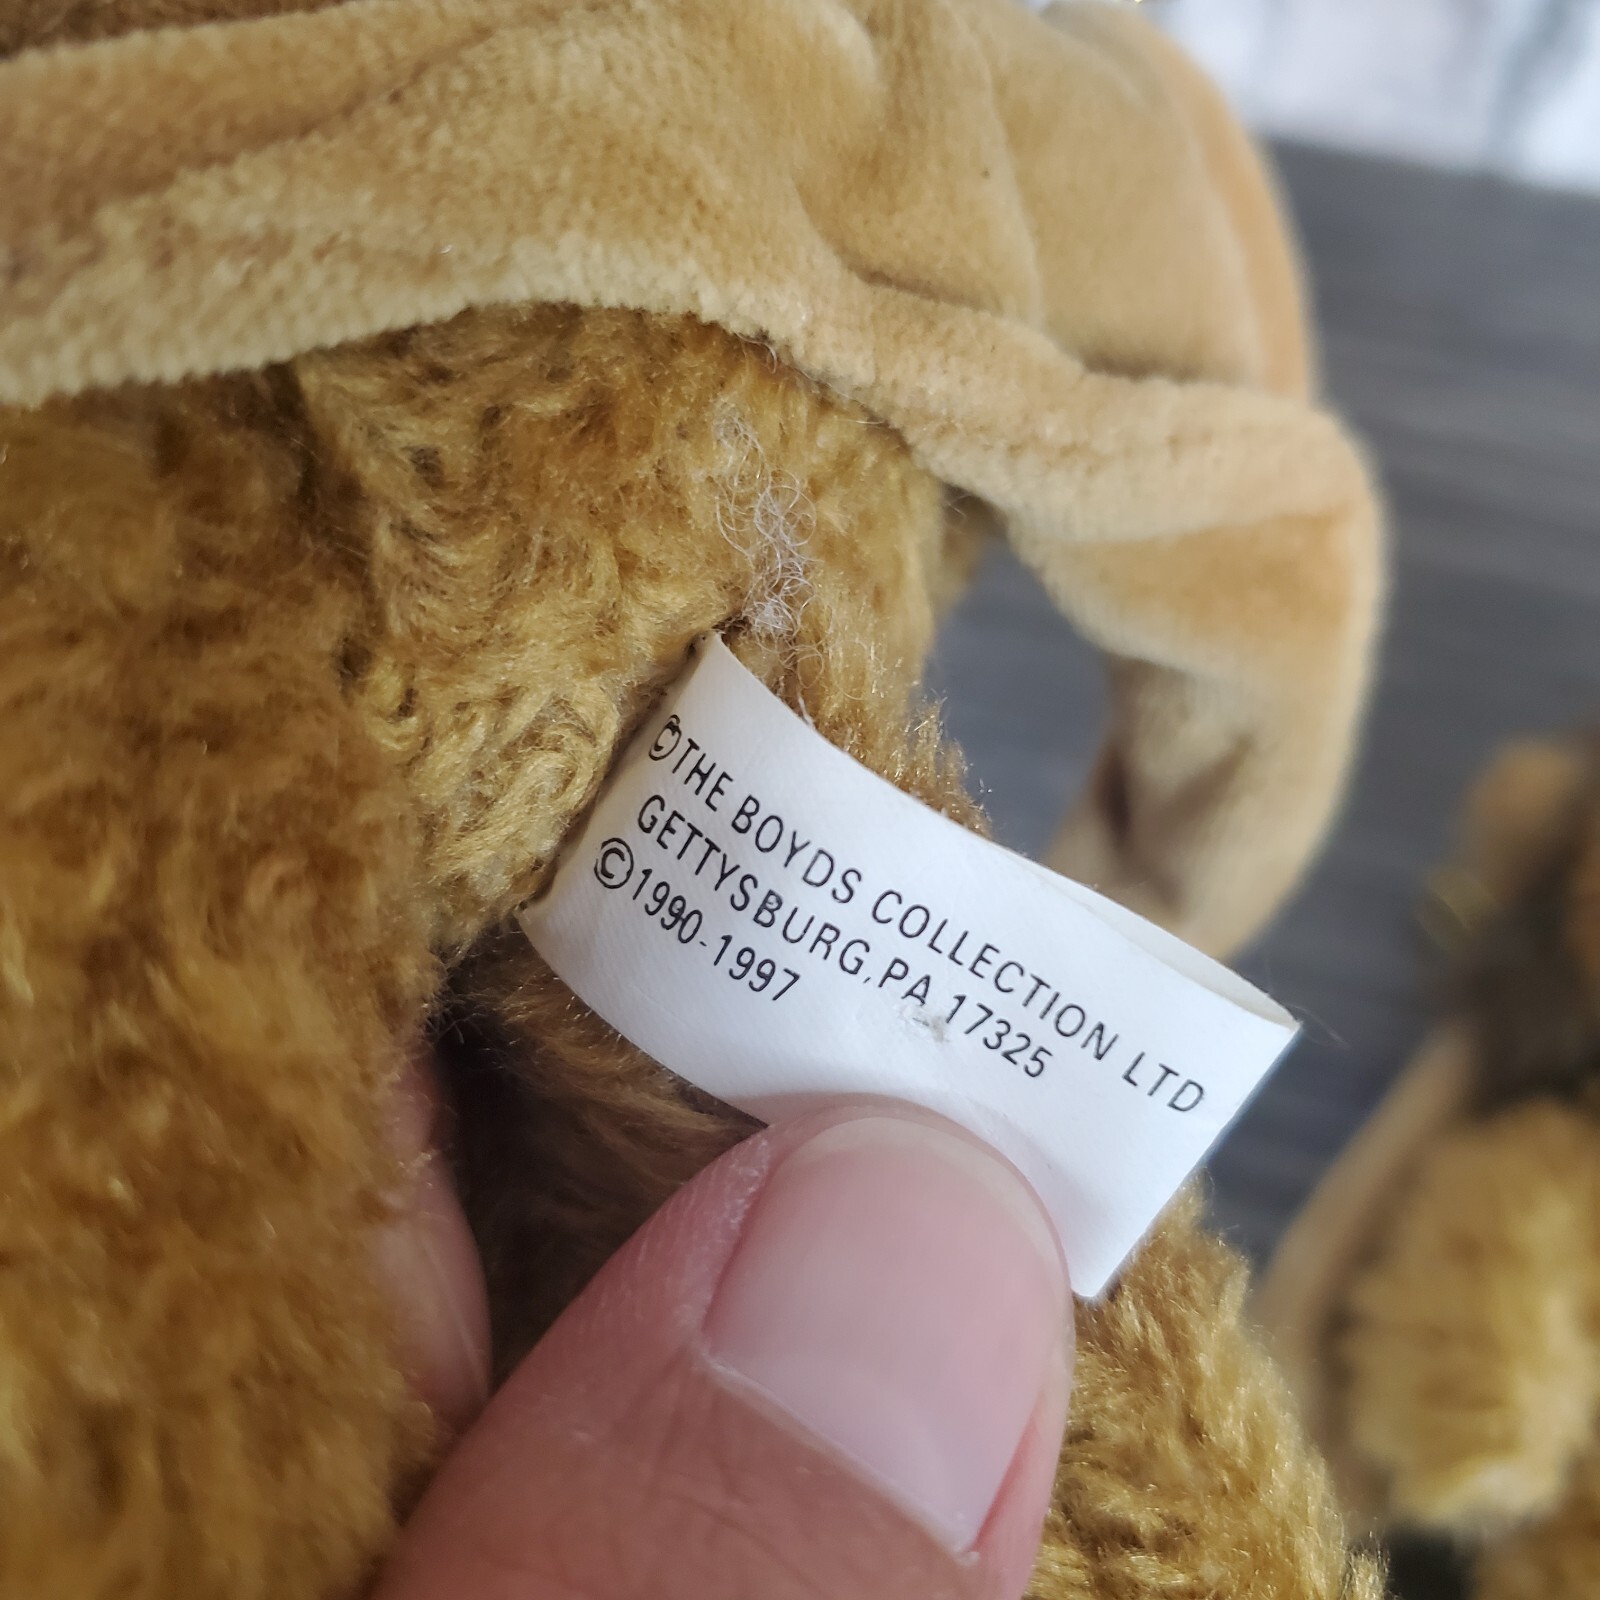 ©THE BOYDS COLLECTION LTD
GETTYSBURG, PA 17325
©1990-1997